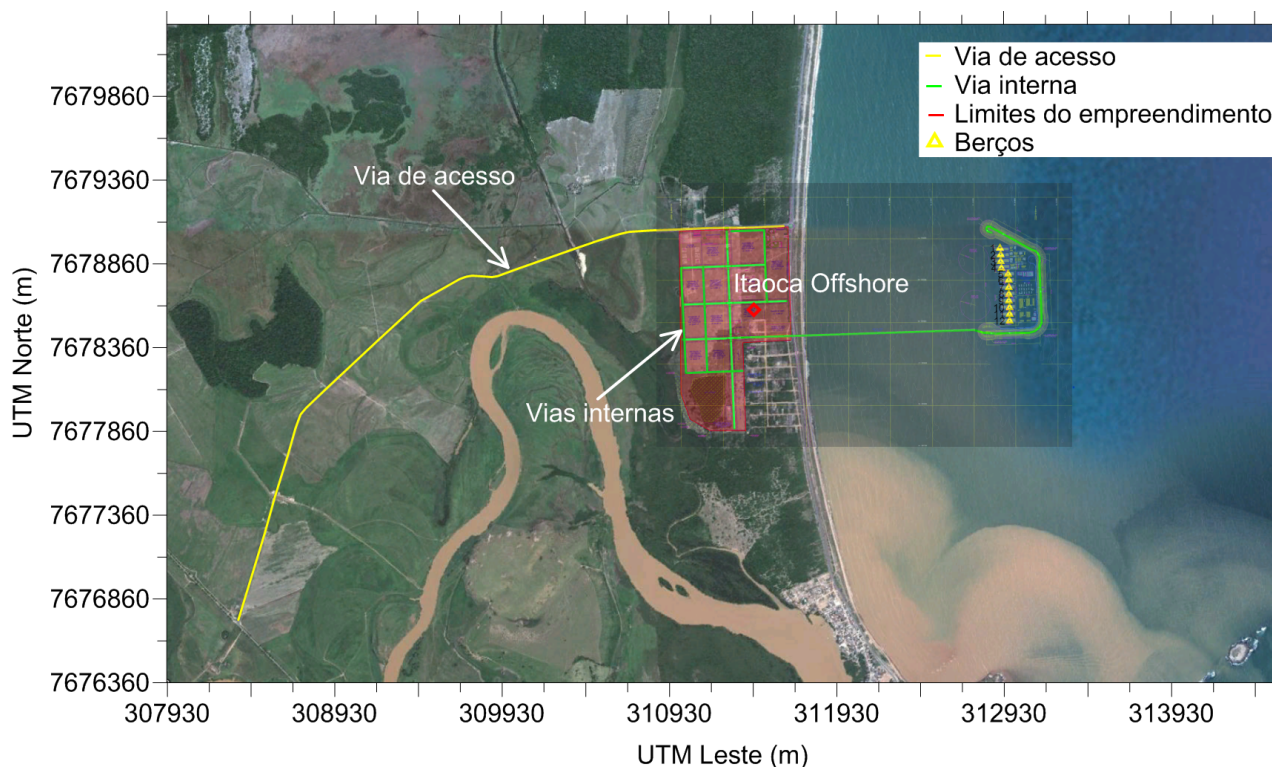 Via de acesso
Via interna
Limites do empreendimento
Berços
7679860
7679360
7678860
7678360
7677860
7677360
7676860
7676360
UTM Norte (m)
Via de acesso
Itaoca Offshore
Vias internas
307930
308930
309930
310930
311930
312930
313930
UTM Leste (m)